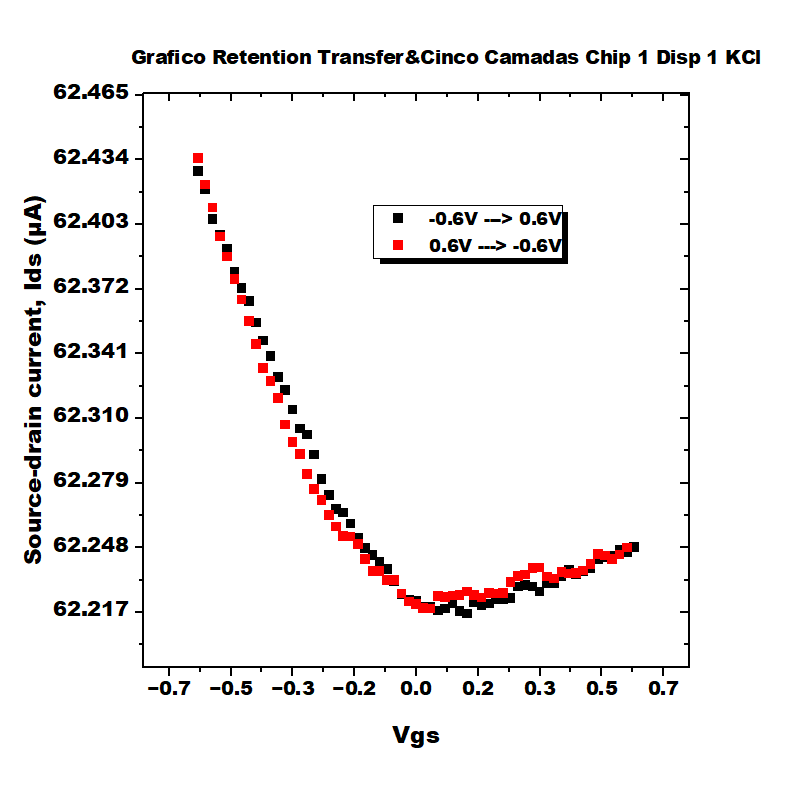 Grafico Retention Transfer&Cinco Camadas Chip 1 Disp 1 KCl
62.465
62.434
62.403
62.372
62.341
62.310
62.279
62.248
62.217
Source-drain current, Ids (µA)
-0.6V ---> 0.6V
0.6V ---> -0.6V
−0.7 −0.5 −0.3 −0.2 0.0 0.2 0.3 0.5 0.7
Vgs